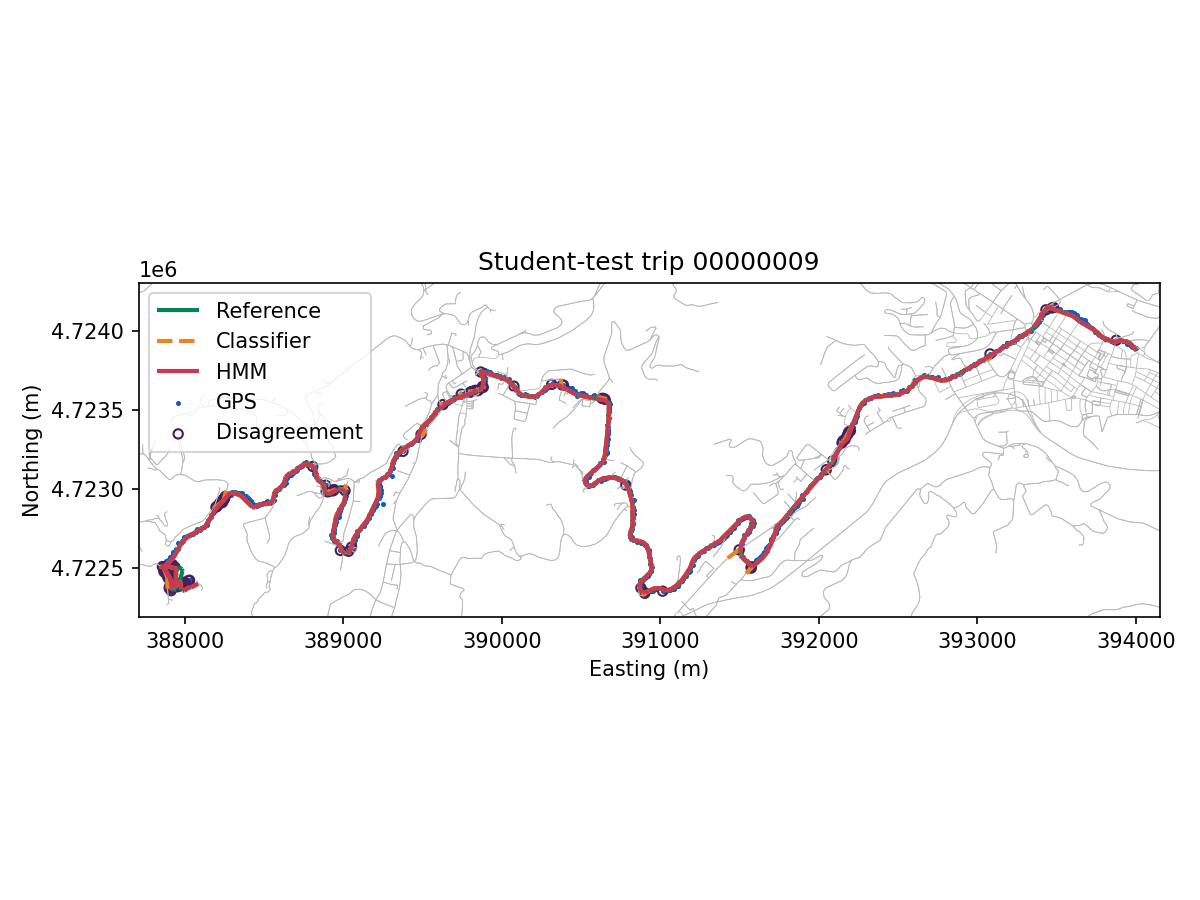 Student-test trip 00000009
1e6
Reference
Classifier
HMM
GPS
Disagreement
4.7240
4.7235
4.7230
4.7225
Northing (m)
388000 389000 390000 391000 392000 393000 394000
Easting (m)